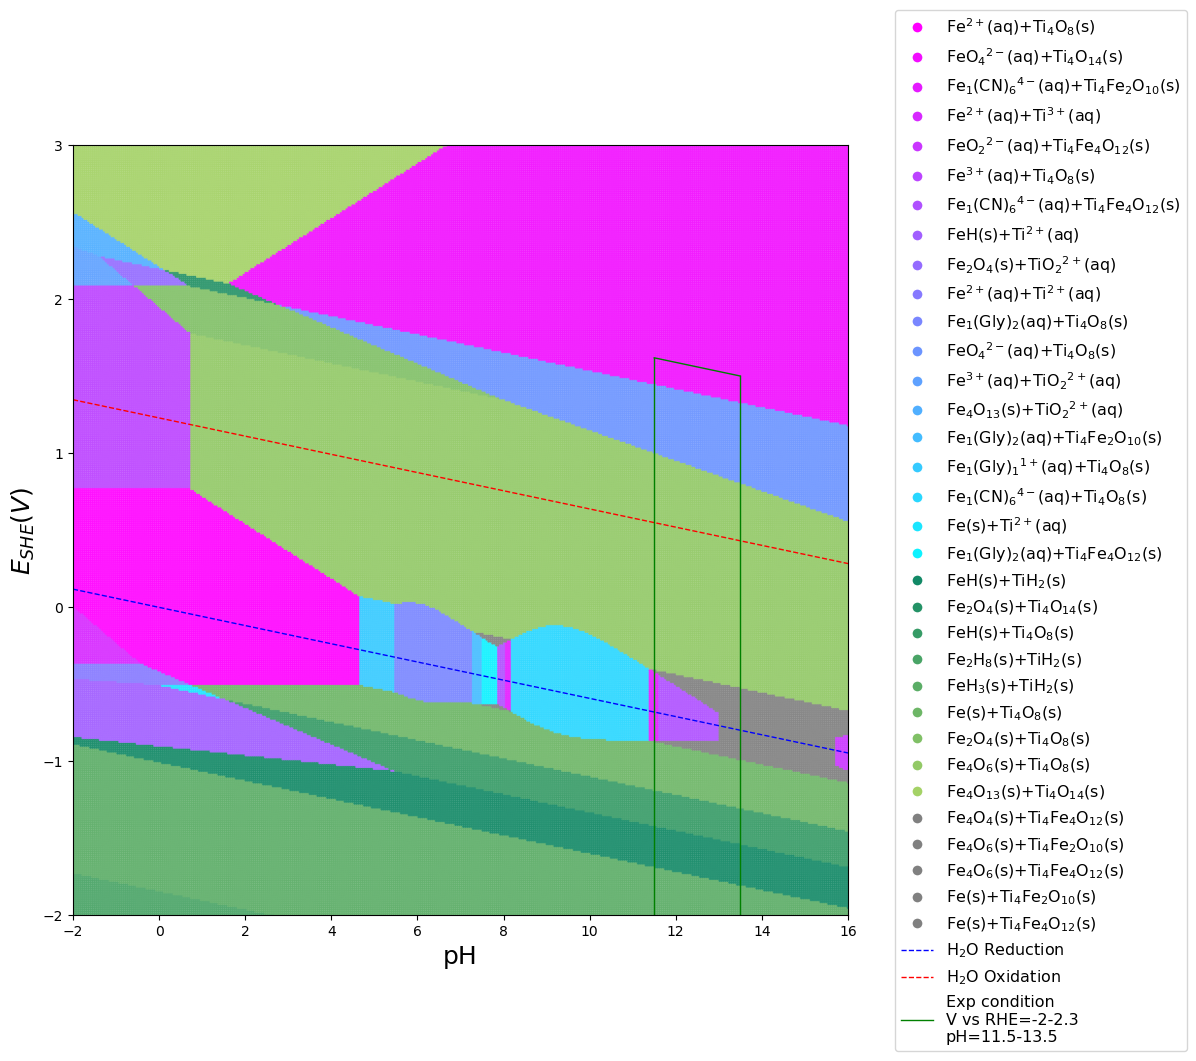 3
2
1
0
−1
−2
E_SHE(V)
−2 0 2 4 6 8 10 12 14 16
pH
Fe²⁺(aq)+Ti₄O₈(s)
FeO₄²⁻(aq)+Ti₄O₁₄(s)
Fe₁(CN)₆⁴⁻(aq)+Ti₄Fe₂O₁₀(s)
Fe²⁺(aq)+Ti³⁺(aq)
FeO₂²⁻(aq)+Ti₄Fe₄O₁₂(s)
Fe³⁺(aq)+Ti₄O₈(s)
Fe₁(CN)₆⁴⁻(aq)+Ti₄Fe₄O₁₂(s)
FeH(s)+Ti²⁺(aq)
Fe₂O₄(s)+TiO₂²⁺(aq)
Fe²⁺(aq)+Ti²⁺(aq)
Fe₁(Gly)₂(aq)+Ti₄O₈(s)
FeO₄²⁻(aq)+Ti₄O₈(s)
Fe³⁺(aq)+TiO₂²⁺(aq)
Fe₄O₁₃(s)+TiO₂²⁺(aq)
Fe₁(Gly)₂(aq)+Ti₄Fe₂O₁₀(s)
Fe₁(Gly)₁¹⁺(aq)+Ti₄O₈(s)
Fe₁(CN)₆⁴⁻(aq)+Ti₄O₈(s)
Fe(s)+Ti²⁺(aq)
Fe₁(Gly)₂(aq)+Ti₄Fe₄O₁₂(s)
FeH(s)+TiH₂(s)
Fe₂O₄(s)+Ti₄O₁₄(s)
FeH(s)+Ti₄O₈(s)
Fe₂H₈(s)+TiH₂(s)
FeH₃(s)+TiH₂(s)
Fe(s)+Ti₄O₈(s)
Fe₂O₄(s)+Ti₄O₈(s)
Fe₄O₆(s)+Ti₄O₈(s)
Fe₄O₁₃(s)+Ti₄O₁₄(s)
Fe₄O₄(s)+Ti₄Fe₄O₁₂(s)
Fe₄O₆(s)+Ti₄Fe₂O₁₀(s)
Fe₄O₆(s)+Ti₄Fe₄O₁₂(s)
Fe(s)+Ti₄Fe₂O₁₀(s)
Fe(s)+Ti₄Fe₄O₁₂(s)
H₂O Reduction
H₂O Oxidation
Exp condition
V vs RHE=-2-2.3
pH=11.5-13.5